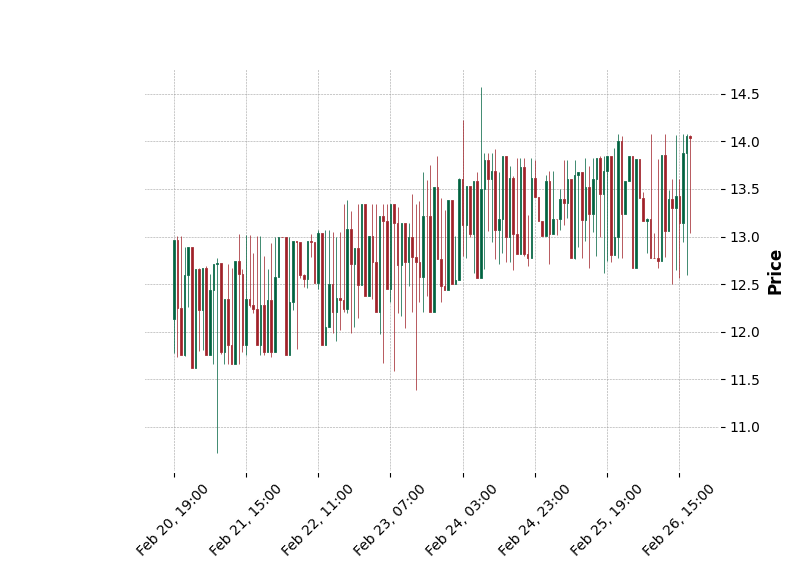 14.5
14.0
13.5
13.0
12.5
12.0
11.5
11.0
Price
Feb 20, 19:00
Feb 21, 15:00
Feb 22, 11:00
Feb 23, 07:00
Feb 24, 03:00
Feb 24, 23:00
Feb 25, 19:00
Feb 26, 15:00